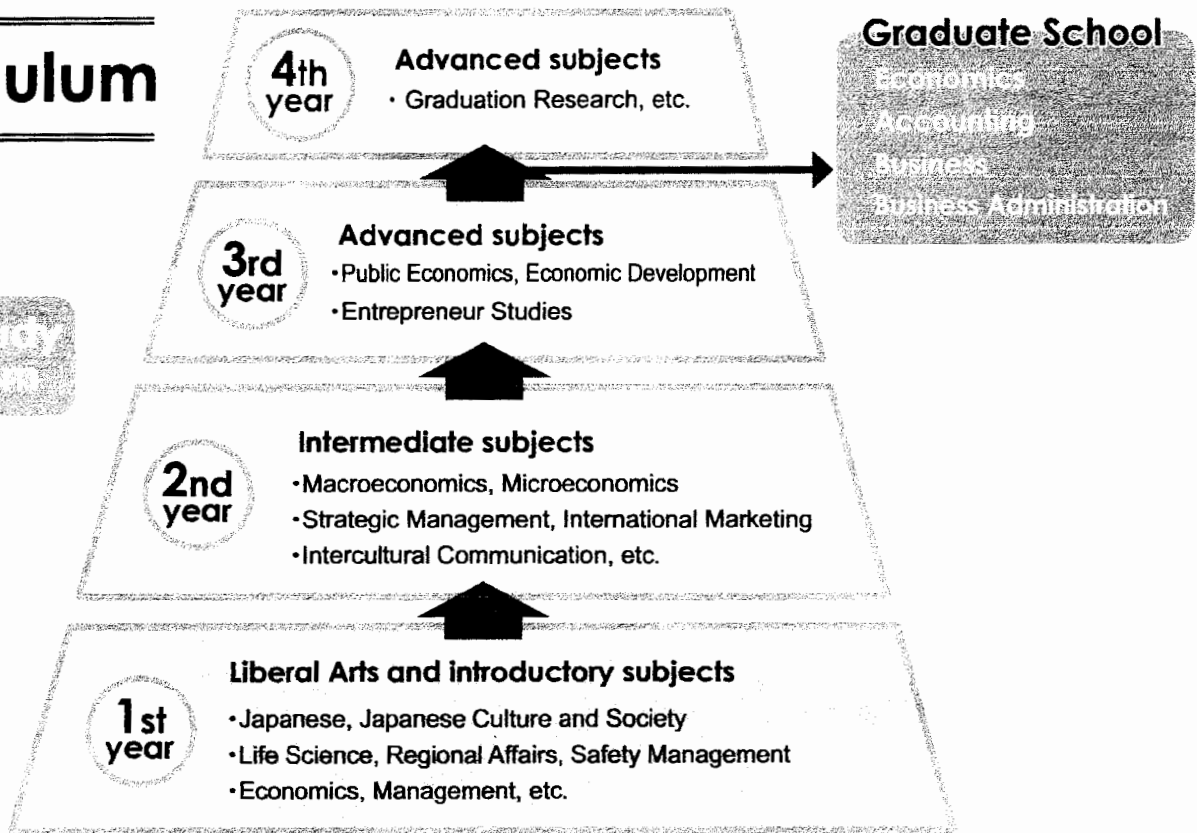 ulum
4th
year
Advanced subjects
· Graduation Research, etc.
Graduate School
Economics
Accounting
Business
Business Administration
3rd
year
Advanced subjects
·Public Economics, Economic Development
·Entrepreneur Studies
2nd
year
Intermediate subjects
·Macroeconomics, Microeconomics
·Strategic Management, International Marketing
·Intercultural Communication, etc.
1st
year
Liberal Arts and introductory subjects
·Japanese, Japanese Culture and Society
·Life Science, Regional Affairs, Safety Management
·Economics, Management, etc.